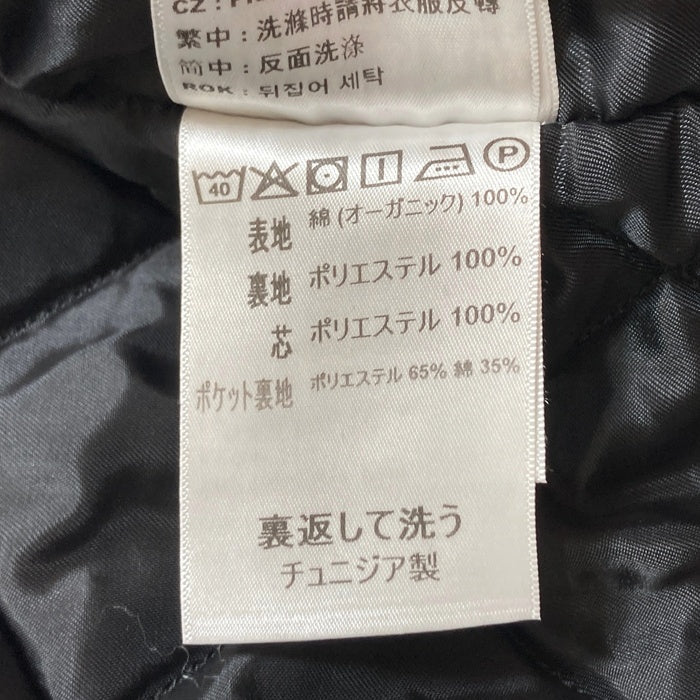 CZ :
繁中 : 洗滌時請將衣服反轉
简中 : 反面洗涤
ROK : 뒤집어 세탁
40 P
表地 綿 (オーガニック) 100%
裏地 ポリエステル 100%
芯 ポリエステル 100%
ポケット裏地 ポリエステル 65% 綿 35%
裏返して洗う
チュニジア製